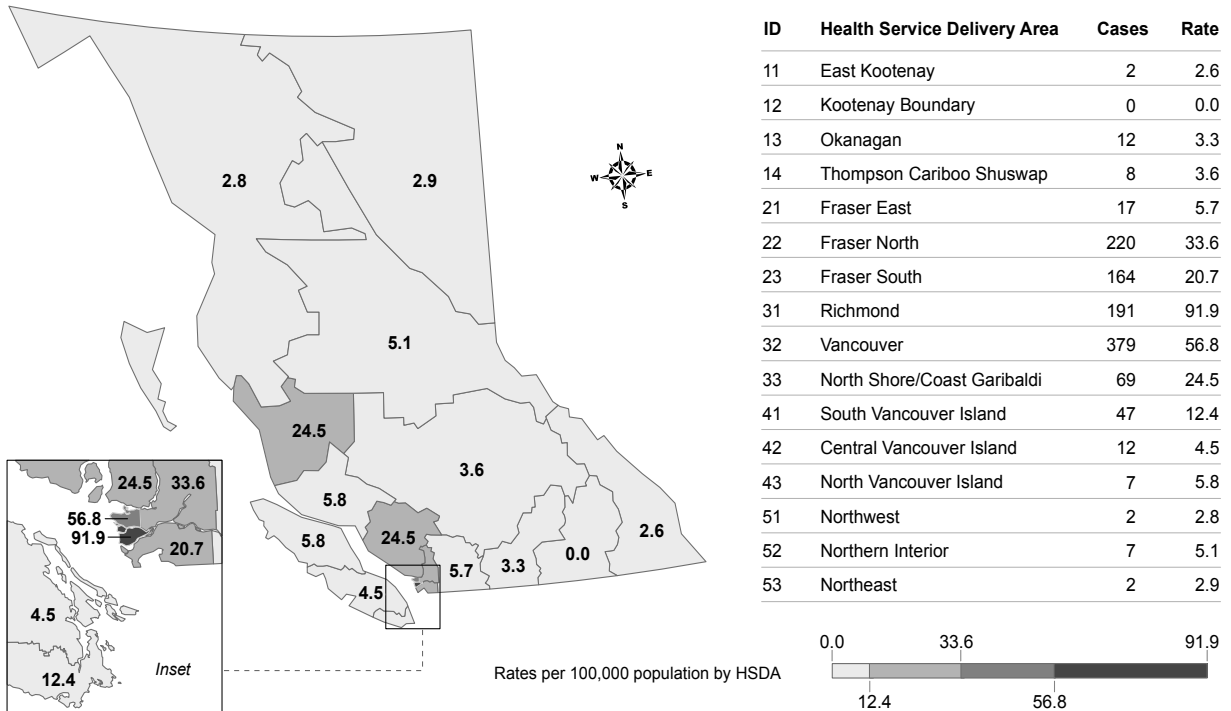 ID Health Service Delivery Area Cases Rate
11 East Kootenay 2 2.6
12 Kootenay Boundary 0 0.0
13 Okanagan 12 3.3
14 Thompson Cariboo Shuswap 8 3.6
21 Fraser East 17 5.7
22 Fraser North 220 33.6
23 Fraser South 164 20.7
31 Richmond 191 91.9
32 Vancouver 379 56.8
33 North Shore/Coast Garibaldi 69 24.5
41 South Vancouver Island 47 12.4
42 Central Vancouver Island 12 4.5
43 North Vancouver Island 7 5.8
51 Northwest 2 2.8
52 Northern Interior 7 5.1
53 Northeast 2 2.9
N
W E
S
2.8 2.9
5.1
24.5
3.6
5.8
5.8 24.5
5.7 3.3 0.0 2.6
4.5
24.5 33.6
56.8
91.9
20.7
4.5
12.4
Inset
Rates per 100,000 population by HSDA
0.0 33.6 91.9
12.4 56.8